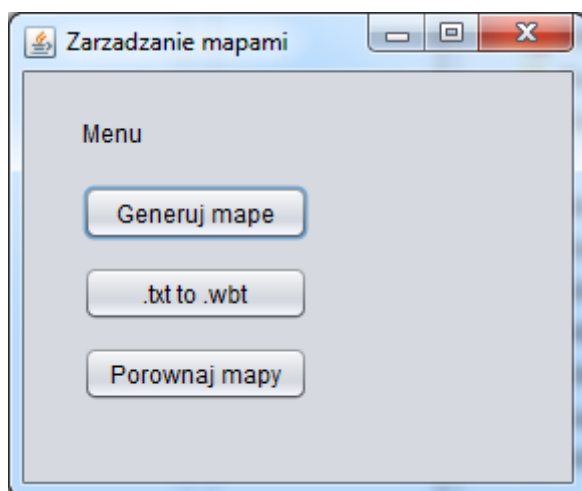 Zarzadzanie mapami
Menu
Generuj mape
.txt to .wbt
Porownaj mapy